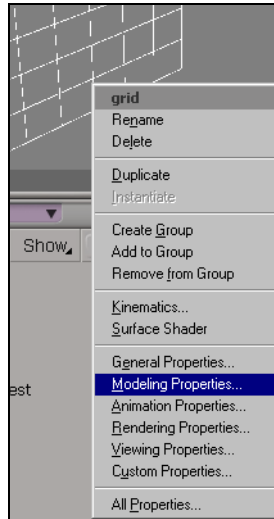 grid
Rename
Delete
Duplicate
Instantiate
Show
Create Group
Add to Group
Remove from Group
Kinematics...
Surface Shader
General Properties...
est
Modeling Properties...
Animation Properties...
Rendering Properties...
Viewing Properties...
Custom Properties...
All Properties...